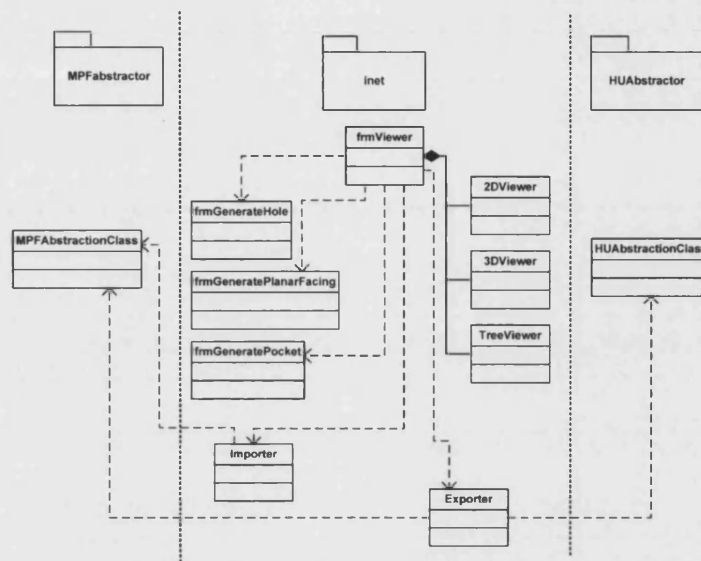 MPFabstractor
inet
HUAbstractor
frmViewer
2DViewer
frmGenerateHole
MPFAbstractionClass
HUAbstractionClass
3DViewer
frmGeneratePlanarFacing
TreeViewer
frmGeneratePocket
Importer
Exporter